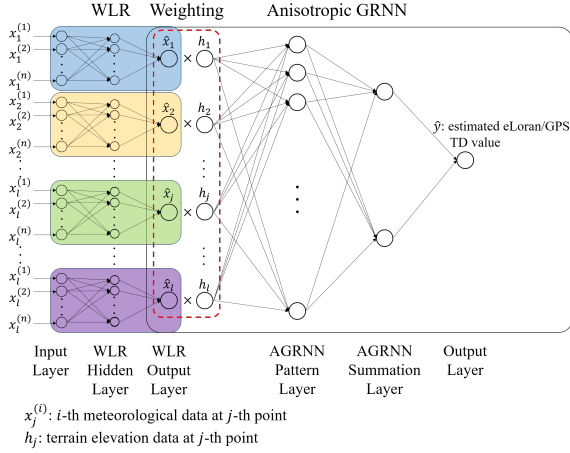 WLR Weighting Anisotropic GRNN
x_1^{(1)} x̂_1 h_1
x_1^{(2)}
x_1^{(n)}
x_2^{(1)} x̂_2 h_2
x_2^{(2)}
x_2^{(n)}
x_l^{(1)} x̂_j h_j
x_l^{(2)}
x_l^{(n)}
x_l^{(1)} x̂_l h_l
x_l^{(2)}
x_l^{(n)}
×
×
×
×
ŷ: estimated eLoran/GPS
TD value
Input
Layer
WLR
Hidden
Layer
WLR
Output
Layer
AGRNN
Pattern
Layer
AGRNN
Summation
Layer
Output
Layer
x_j^{(i)}: i-th meteorological data at j-th point
h_j: terrain elevation data at j-th point